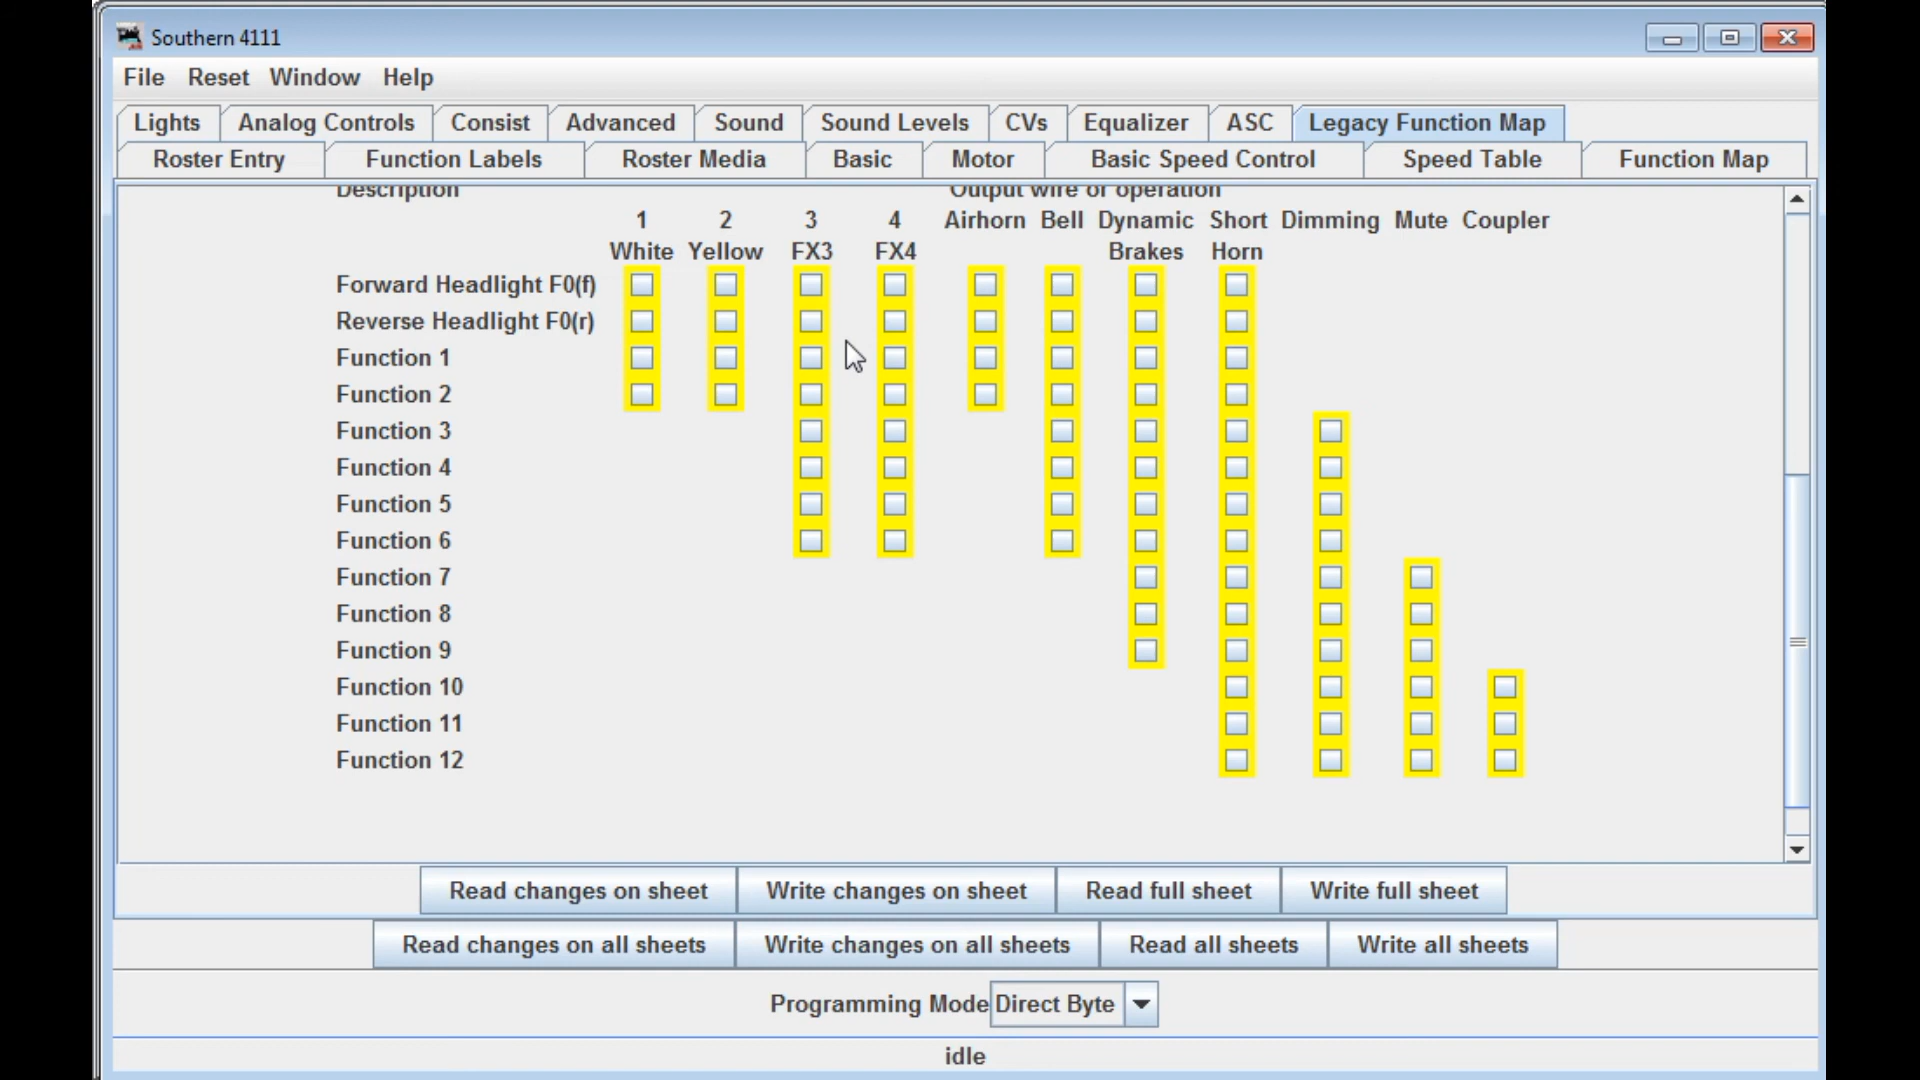 Southern 4111
File Reset Window Help
Lights Analog Controls Consist Advanced Sound Sound Levels CVs Equalizer ASC Legacy Function Map
Roster Entry Function Labels Roster Media Basic Motor Basic Speed Control Speed Table Function Map
Description Output wire or operation
1 2 3 4 Airhorn Bell Dynamic Short Dimming Mute Coupler
White Yellow FX3 FX4 Brakes Horn
Forward Headlight F0(f)
Reverse Headlight F0(r)
Function 1
Function 2
Function 3
Function 4
Function 5
Function 6
Function 7
Function 8
Function 9
Function 10
Function 11
Function 12
Read changes on sheet Write changes on sheet Read full sheet Write full sheet
Read changes on all sheets Write changes on all sheets Read all sheets Write all sheets
Programming Mode Direct Byte
idle